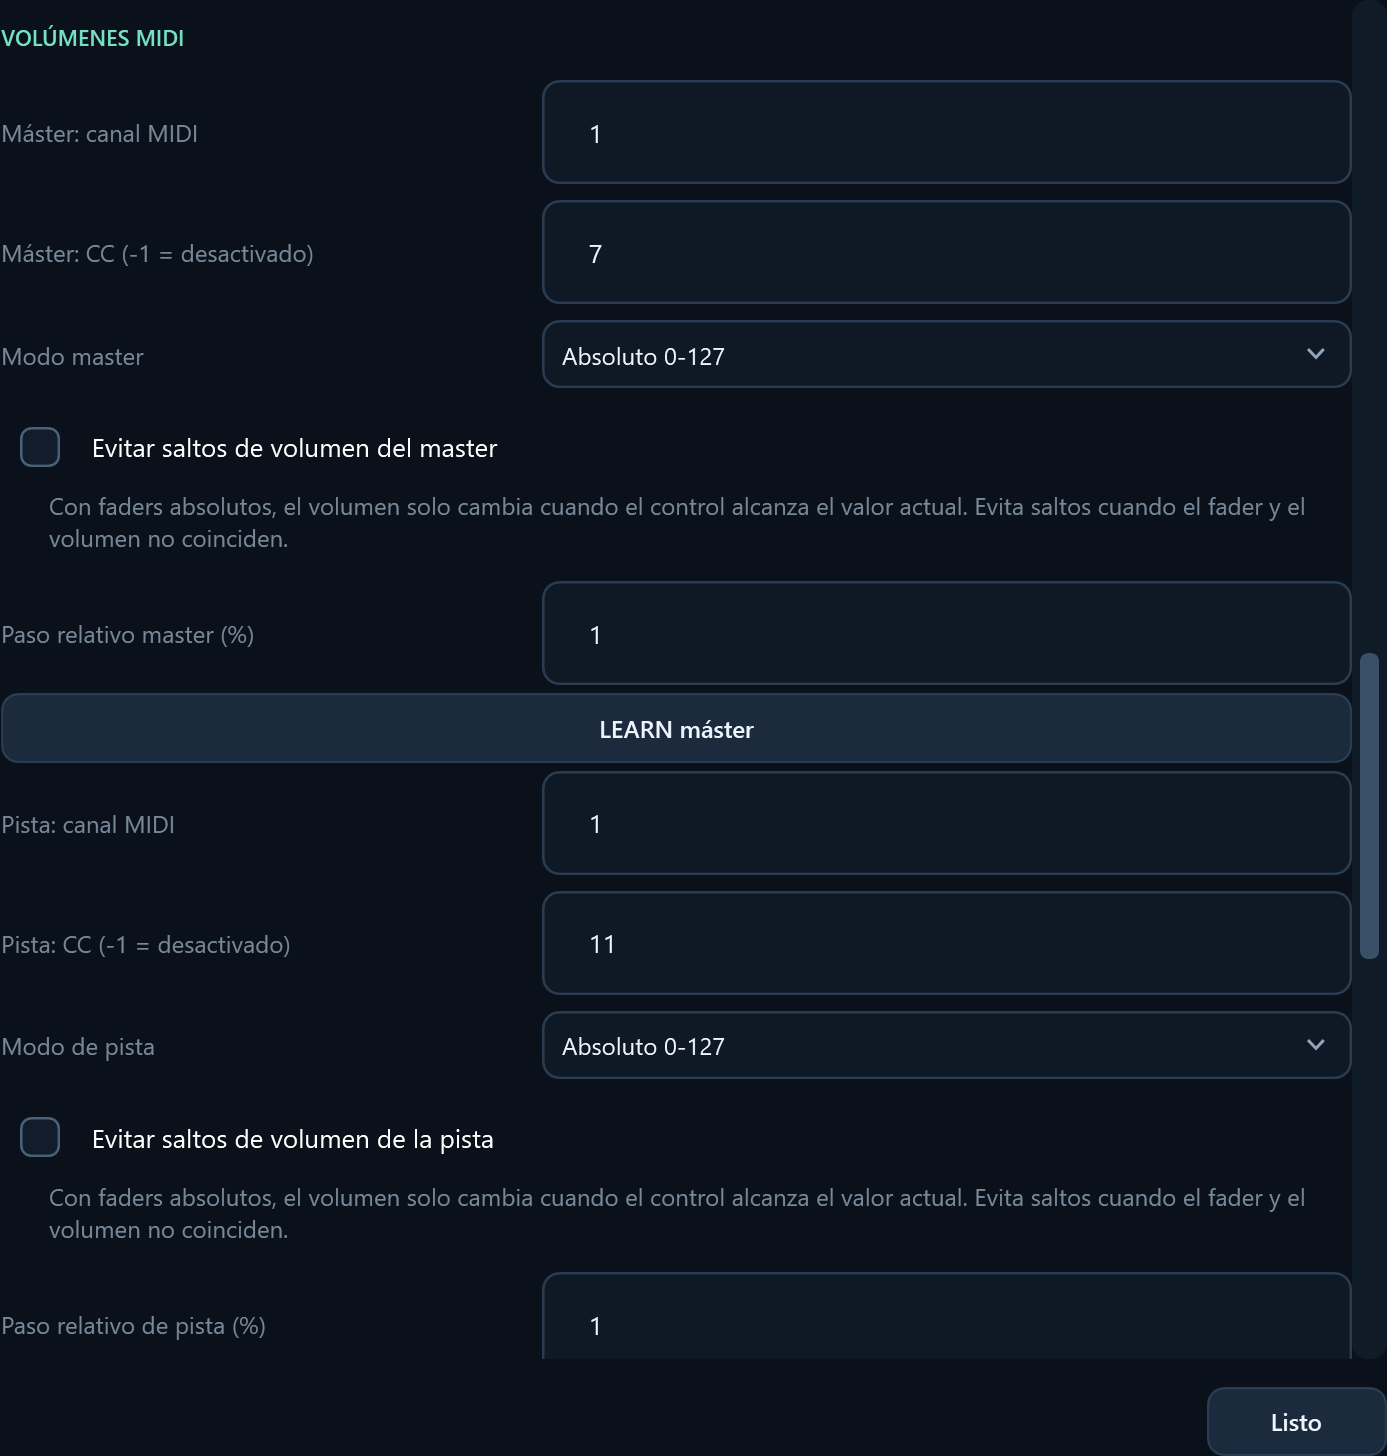 VOLÚMENES MIDI
Máster: canal MIDI
1
Máster: CC (-1 = desactivado)
7
Modo master
Absoluto 0-127
Evitar saltos de volumen del master
Con faders absolutos, el volumen solo cambia cuando el control alcanza el valor actual. Evita saltos cuando el fader y el
volumen no coinciden.
Paso relativo master (%)
1
LEARN máster
Pista: canal MIDI
1
Pista: CC (-1 = desactivado)
11
Modo de pista
Absoluto 0-127
Evitar saltos de volumen de la pista
Con faders absolutos, el volumen solo cambia cuando el control alcanza el valor actual. Evita saltos cuando el fader y el
volumen no coinciden.
Paso relativo de pista (%)
1
Listo